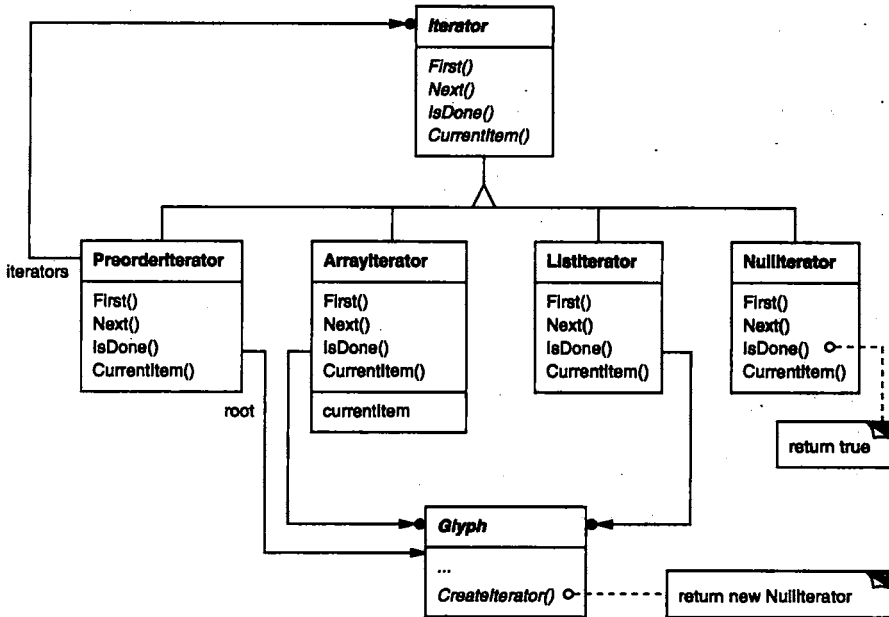 Iterator
First()
Next()
IsDone()
CurrentItem()
iterators
PreorderIterator
First()
Next()
IsDone()
CurrentItem()
root
ArrayIterator
First()
Next()
IsDone()
CurrentItem()
currentItem
ListIterator
First()
Next()
IsDone()
CurrentItem()
NullIterator
First()
Next()
IsDone()
CurrentItem()
return true
Glyph
...
CreateIterator()
return new NullIterator